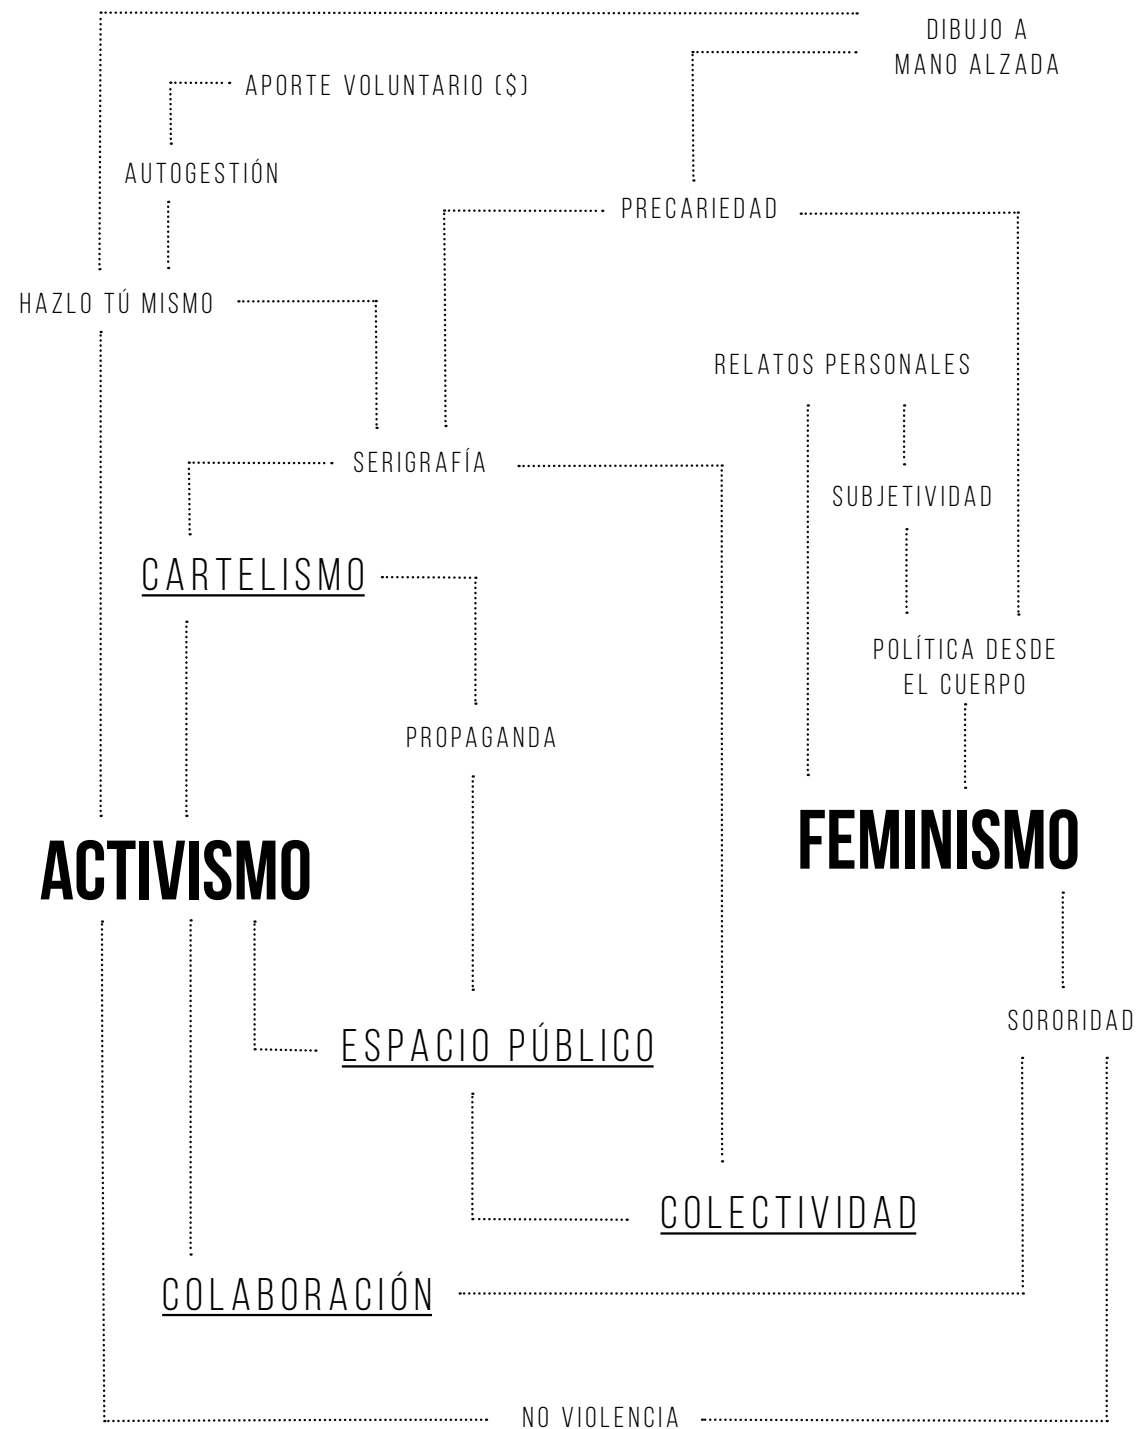 DIBUJO A
MANO ALZADA
APORTE VOLUNTARIO ($)
AUTOGESTIÓN
PRECARIEDAD
HAZLO TÚ MISMO
RELATOS PERSONALES
SERIGRAFÍA
SUBJETIVIDAD
CARTELISMO
POLÍTICA DESDE
EL CUERPO
PROPAGANDA
FEMINISMO
ACTIVISMO
SORORIDAD
ESPACIO PÚBLICO
COLECTIVIDAD
COLABORACIÓN
NO VIOLENCIA